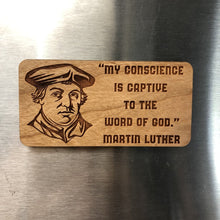 "MY CONSCIENCE
IS CAPTIVE
TO THE
WORD OF GOD."
MARTIN LUTHER